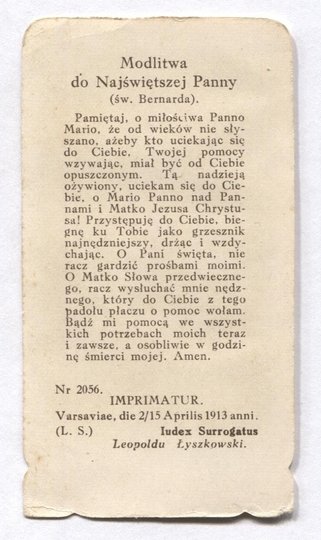 Modlitwa
do Najświętszej Panny
(św. Bernarda).
Pamiętaj, o miłościwa Panno
Mario, że od wieków nie sły-
szano, ażeby kto uciekając się
do Ciebie, Twojej pomocy
wzywając, miał być od Ciebie
opuszczonym. Tą nadzieją
ożywiony, uciekam się do Cie-
bie, o Mario Panno nad Pan-
nami i Matko Jezusa Chrystu-
sa! Przystępuję do Ciebie, bie-
gnę ku Tobie jako grzesznik
najnędzniejszy, drżąc i wzdy-
chając. O Pani święta, nie
racz gardzić prośbami moimi.
O Matko Słowa przedwieczne-
go, racz wysłuchać mnie nędz-
nego, który do Ciebie z tego
padołu płaczu o pomoc wołam.
Bądź mi pomocą we wszyst-
kich potrzebach moich teraz
i zawsze, a osobliwie w godzi-
nę śmierci mojej. Amen.
Nr 2056.
IMPRIMATUR.
Varsaviae, die 2/15 Aprilis 1913 anni.
(L. S.) Iudex Surrogatus
Leopoldu Łyszkowski.